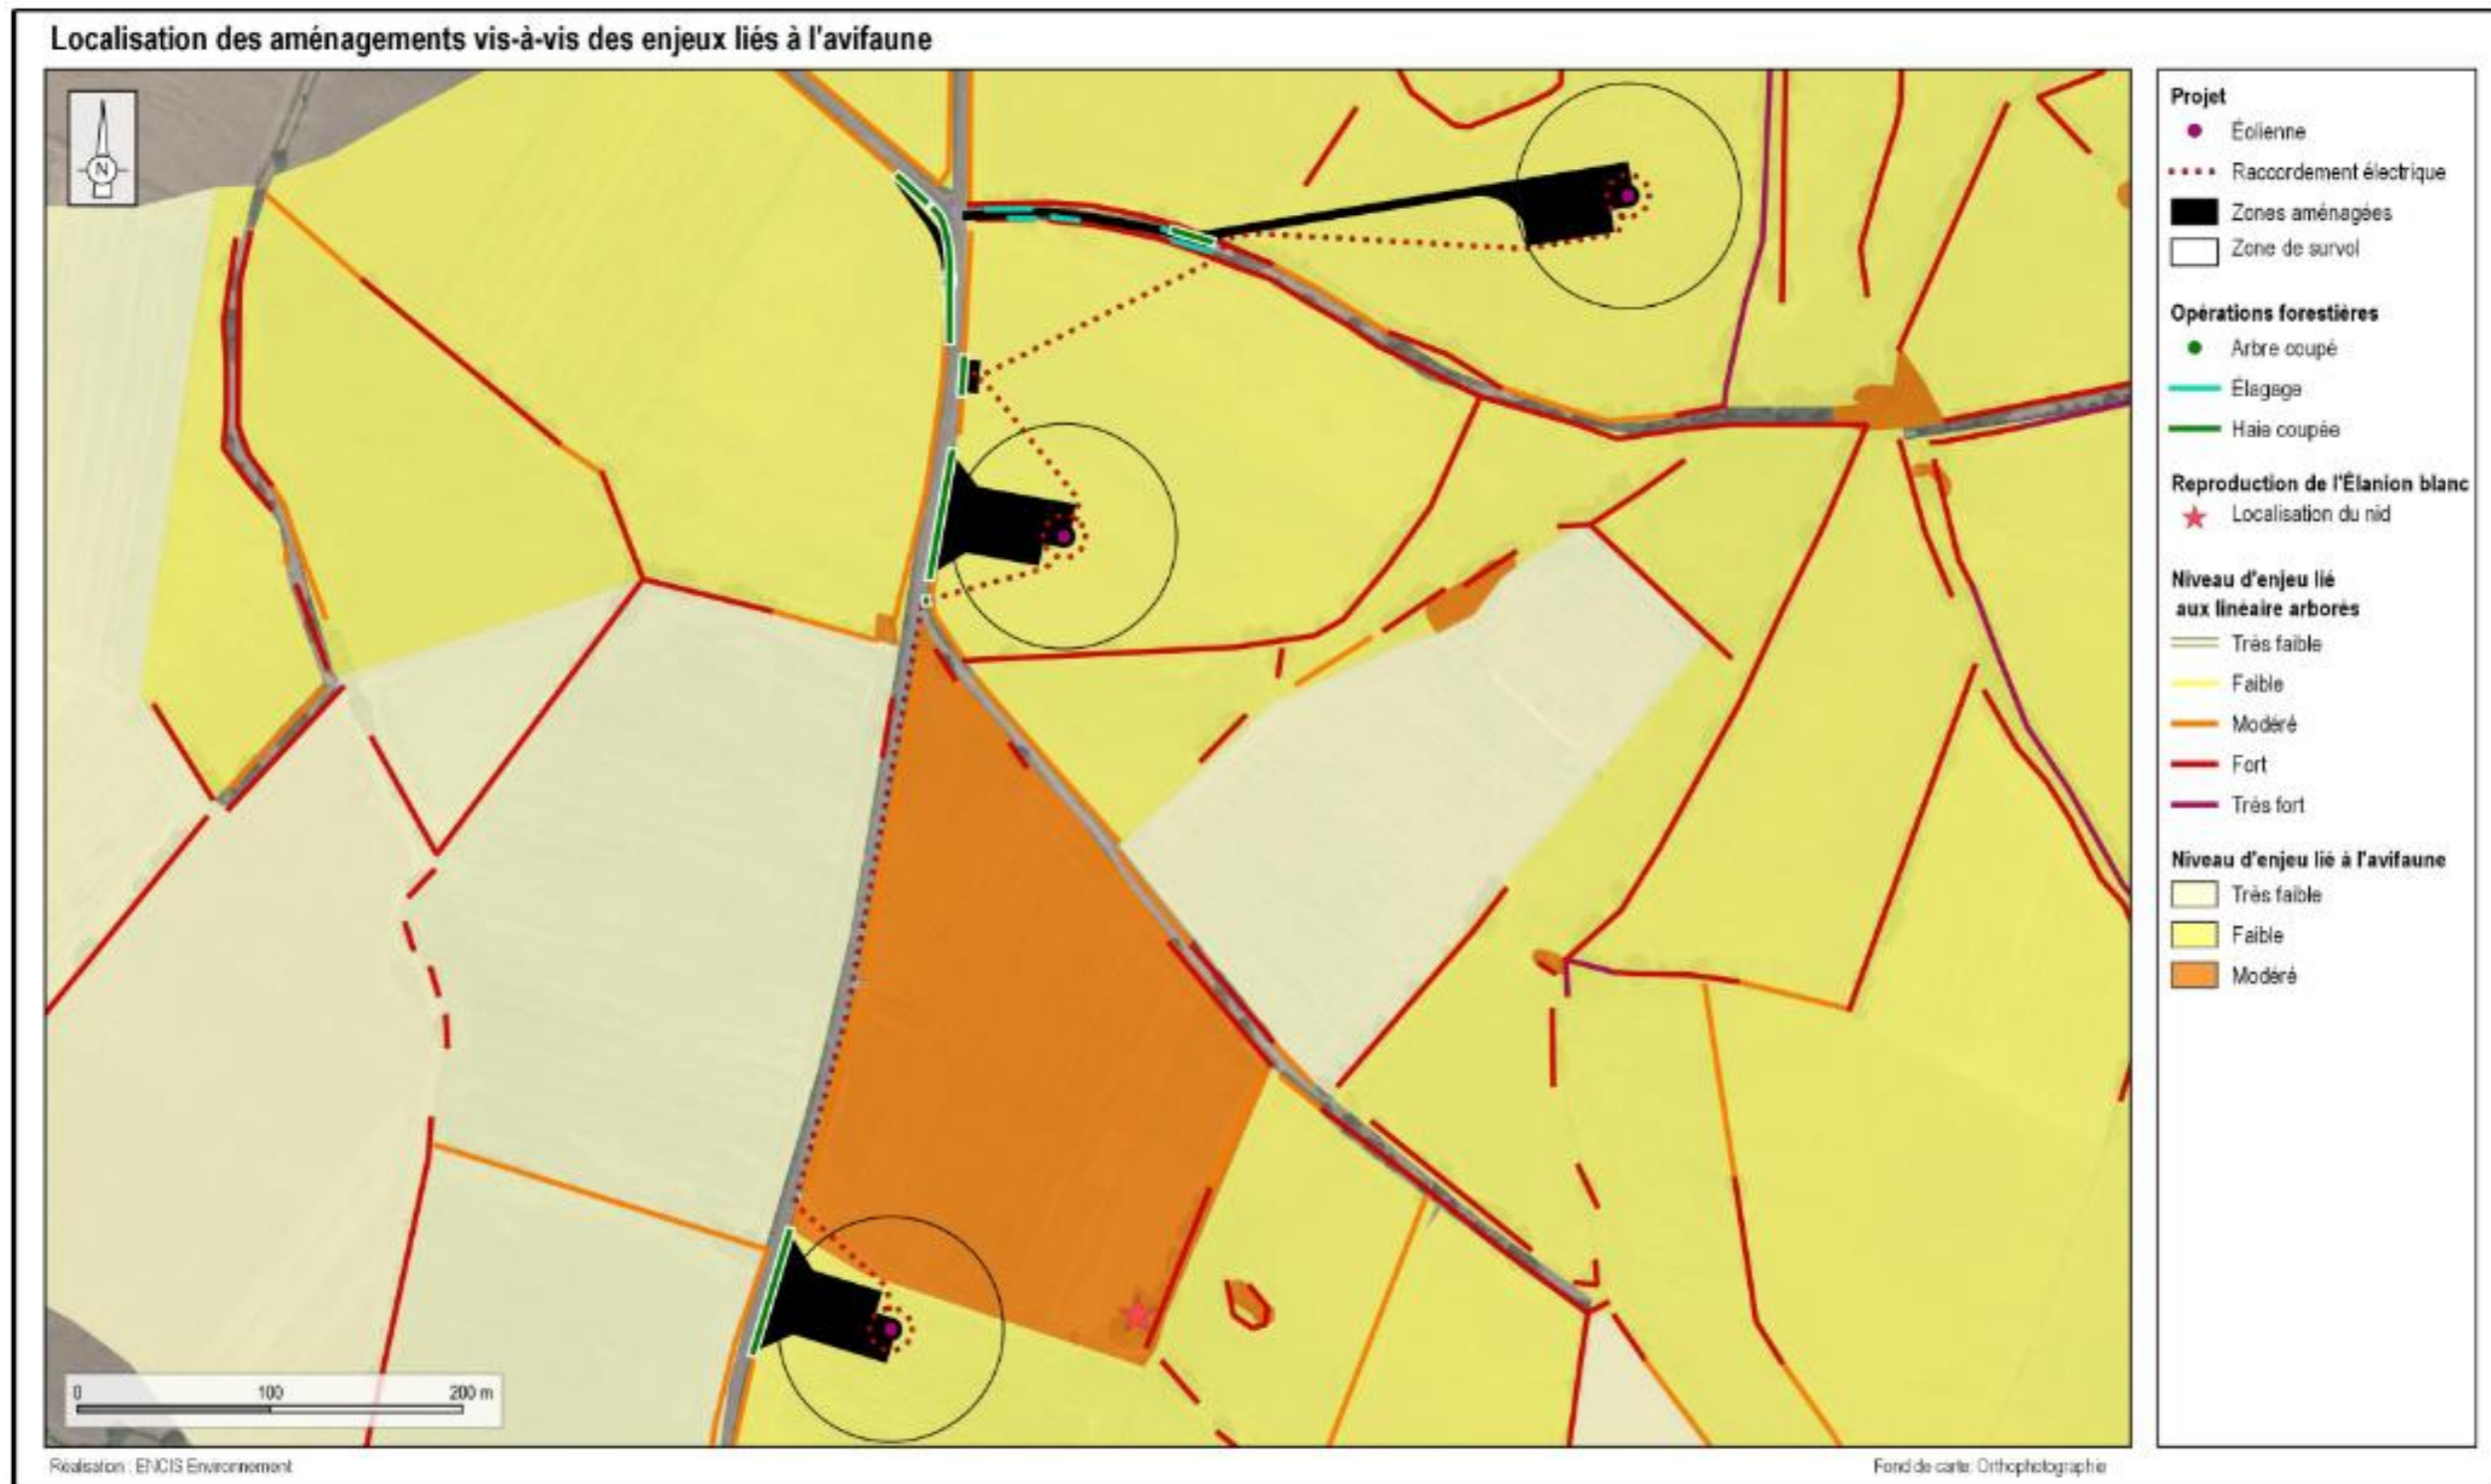 Localisation des aménagements vis-à-vis des enjeux liés à l'avifaune
N
0 100 200 m
Réalisation : ENCIS Environnement
Fond de carte: Orthophotographie
Projet
Éolienne
Raccordement électrique
Zones aménagées
Zone de survol
Opérations forestières
Arbre coupé
Élagage
Haie coupée
Reproduction de l'Élanion blanc
Localisation du nid
Niveau d'enjeu lié
aux linéaire arborés
Très faible
Faible
Modéré
Fort
Très fort
Niveau d'enjeu lié à l'avifaune
Très faible
Faible
Modéré